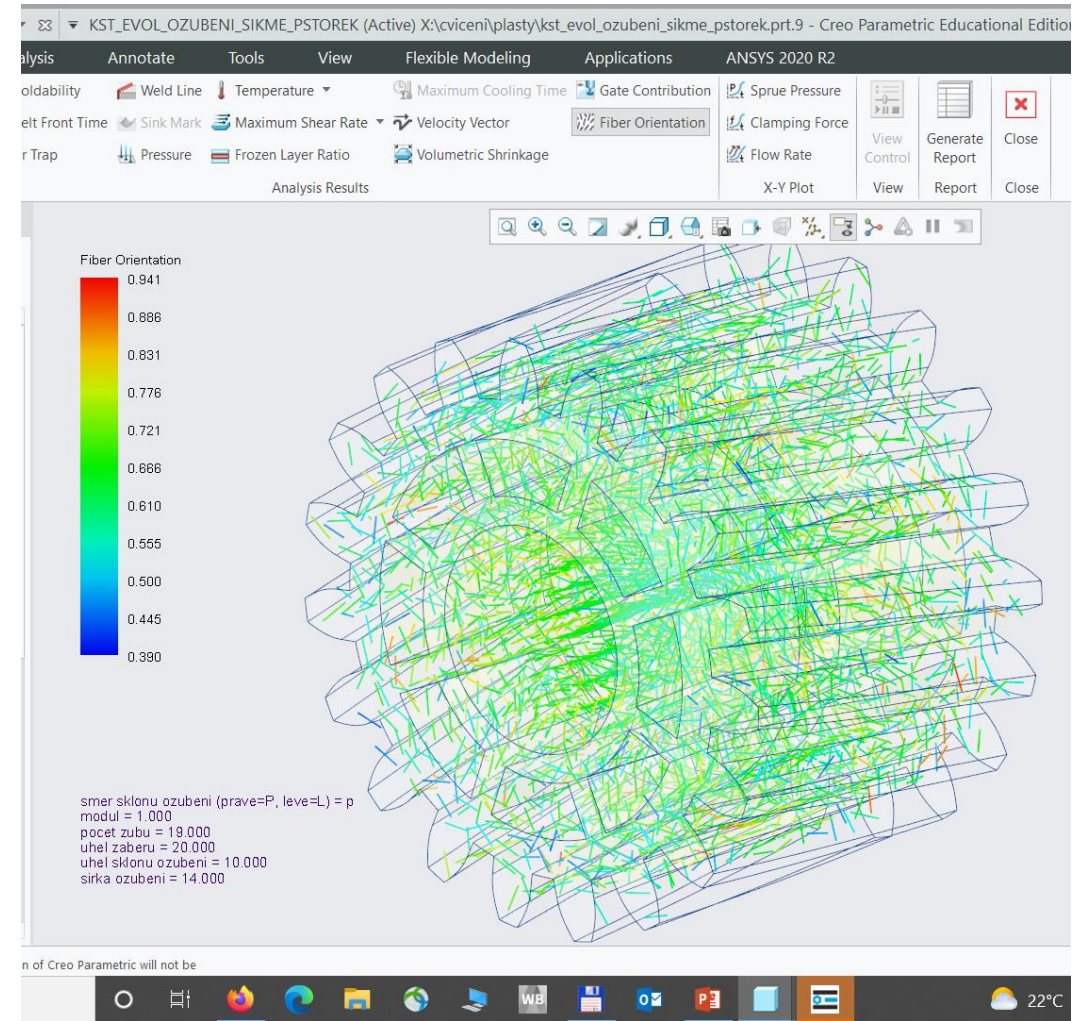 KST_EVOL_OZUBENI_SIKME_PSTOREK (Active) X:\cviceni\plasty\kst_evol_ozubeni_sikme_pstorek.prt.9 - Creo Parametric Educational Edition
alysis Annotate Tools View Flexible Modeling Applications ANSYS 2020 R2
oldability Weld Line Temperature Maximum Cooling Time Gate Contribution Sprue Pressure
elt Front Time Sink Mark Maximum Shear Rate Velocity Vector Fiber Orientation Clamping Force
r Trap Pressure Frozen Layer Ratio Volumetric Shrinkage Flow Rate
View Control
Generate Report
Close
Analysis Results X-Y Plot View Report Close
Fiber Orientation
0.941
0.886
0.831
0.776
0.721
0.666
0.610
0.555
0.500
0.445
0.390
smer sklonu ozubeni (prave=P, leve=L) = p
modul = 1.000
pocet zubu = 19.000
uhel zaberu = 20.000
uhel sklonu ozubeni = 10.000
sirka ozubeni = 14.000
n of Creo Parametric will not be
WB
22°C